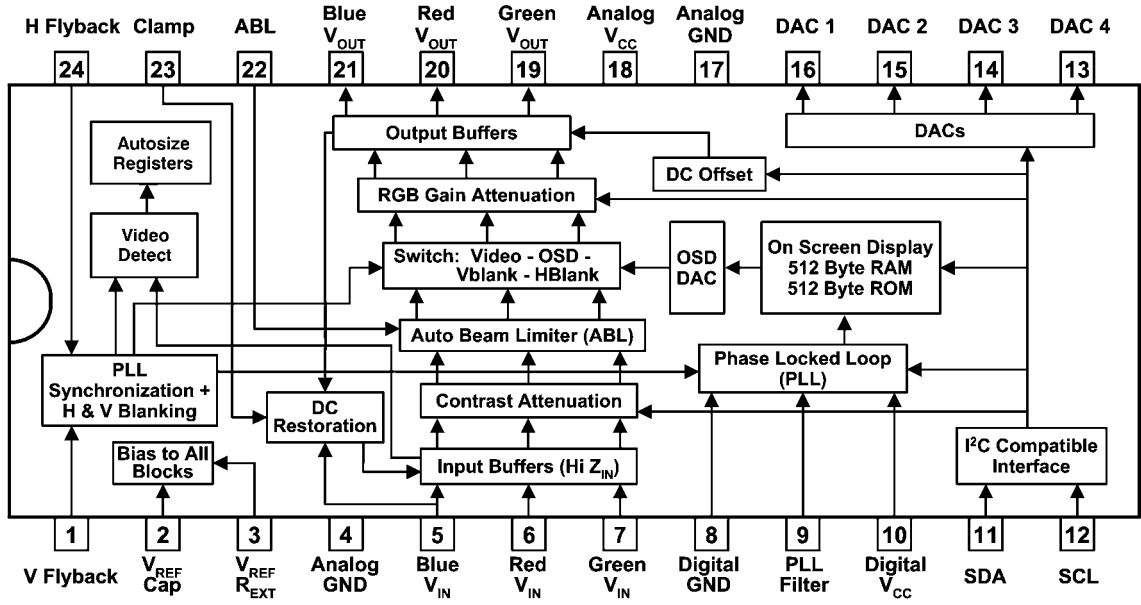 H Flyback
Clamp
ABL
Blue
VOUT
Red
VOUT
Green
VOUT
Analog
VCC
Analog
GND
DAC 1
DAC 2
DAC 3
DAC 4
24
23
22
21
20
19
18
17
16
15
14
13
Autosize
Registers
Output Buffers
DACs
DC Offset
RGB Gain Attenuation
Video
Detect
Switch: Video - OSD -
Vblank - HBlank
OSD
DAC
On Screen Display
512 Byte RAM
512 Byte ROM
Auto Beam Limiter (ABL)
PLL
Synchronization +
H & V Blanking
Phase Locked Loop
(PLL)
DC
Restoration
Contrast Attenuation
Bias to All
Blocks
Input Buffers (Hi ZIN)
I2C Compatible
Interface
1
2
3
4
5
6
7
8
9
10
11
12
V Flyback
VREF
Cap
VREF
REXT
Analog
GND
Blue
VIN
Red
VIN
Green
VIN
Digital
GND
PLL
Filter
Digital
VCC
SDA
SCL